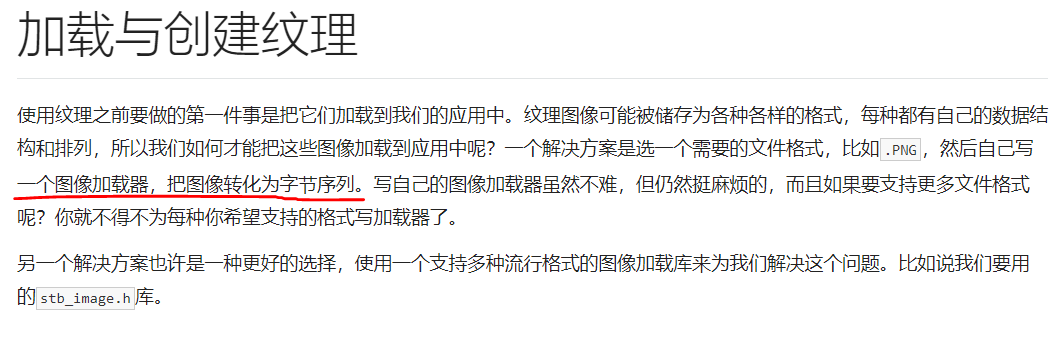 加载与创建纹理
使用纹理之前要做的第一件事是把它们加载到我们的应用中。纹理图像可能被储存为各种各样的格式，每种都有自己的数据结
构和排列，所以我们如何才能把这些图像加载到应用中呢？一个解决方案是选一个需要的文件格式，比如.PNG，然后自己写
一个图像加载器，把图像转化为字节序列。写自己的图像加载器虽然不难，但仍然挺麻烦的，而且如果要支持更多文件格式
呢？你就不得不为每种你希望支持的格式写加载器了。
另一个解决方案也许是一种更好的选择，使用一个支持多种流行格式的图像加载库来为我们解决这个问题。比如说我们要用
的stb_image.h库。